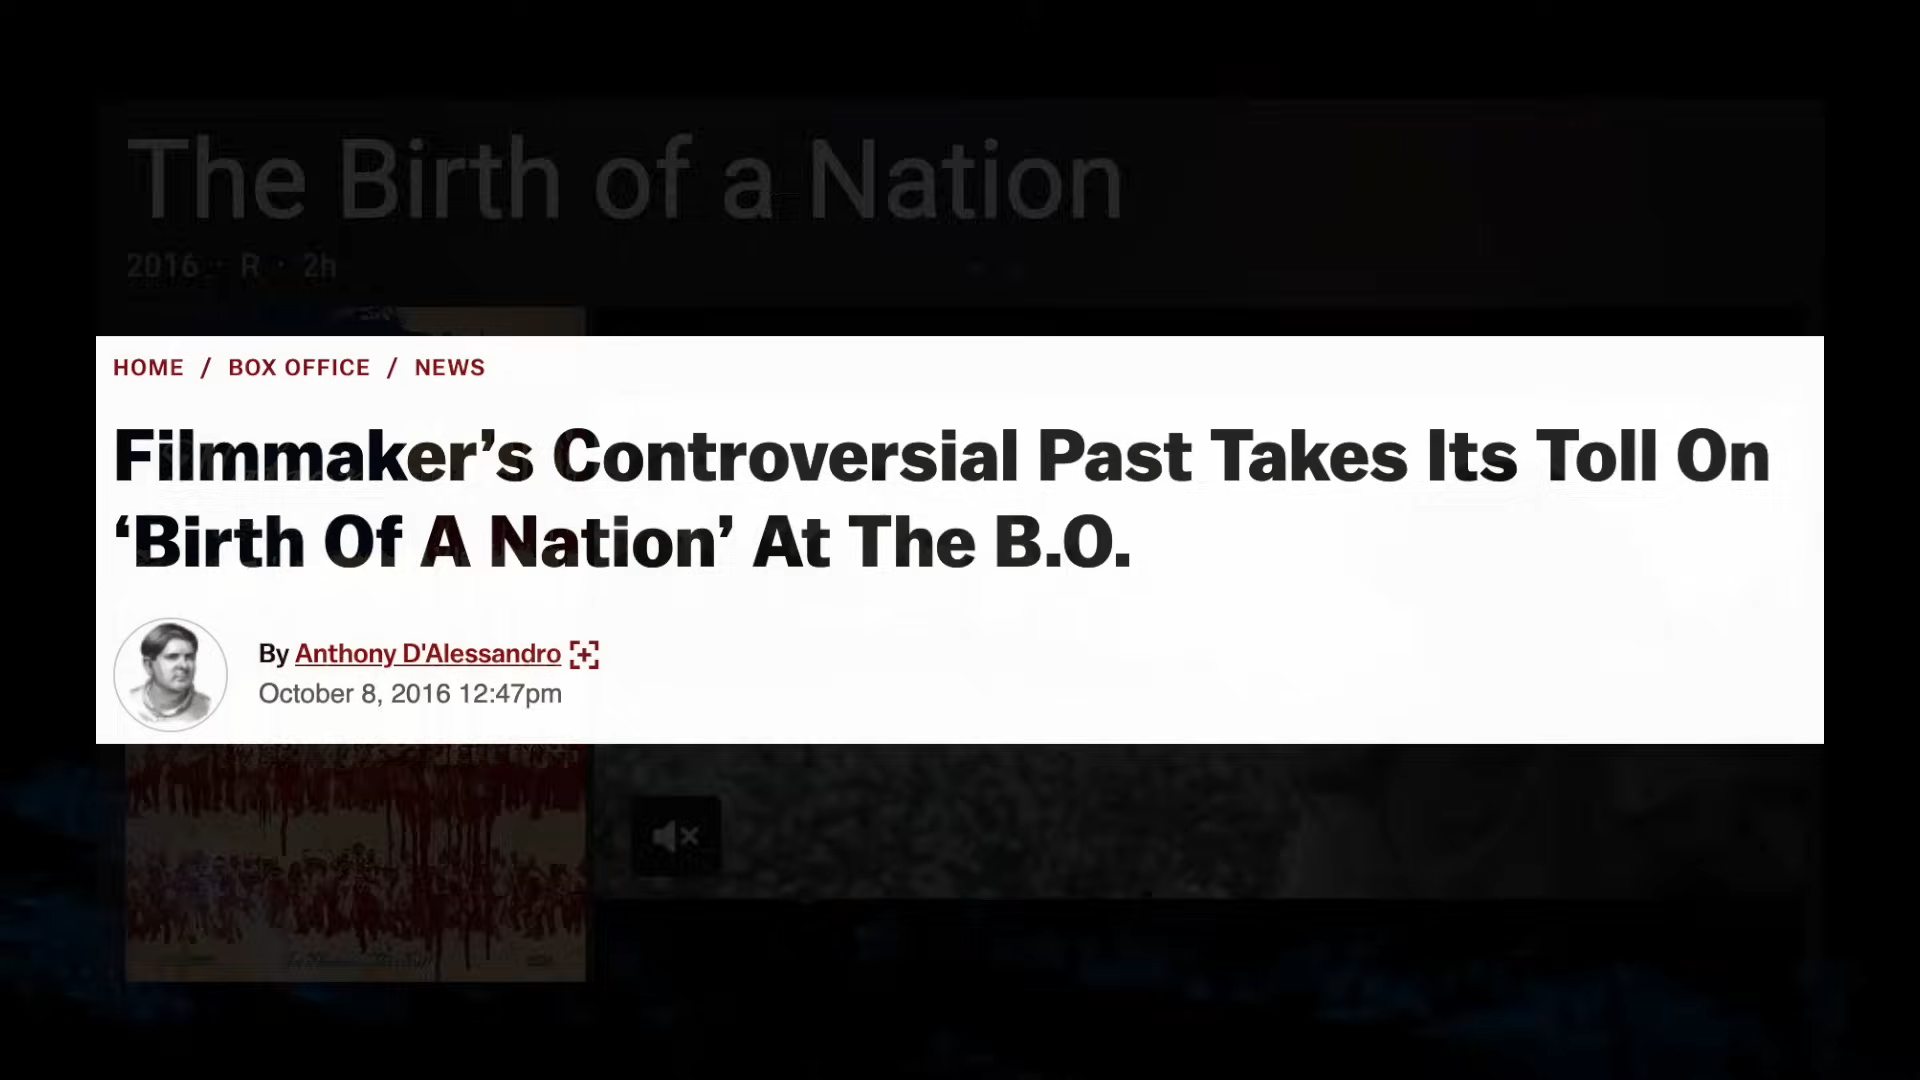 The Birth of a Nation
2016 · R · 2h
HOME / BOX OFFICE / NEWS
Filmmaker’s Controversial Past Takes Its Toll On
‘Birth Of A Nation’ At The B.O.
By Anthony D'Alessandro
October 8, 2016 12:47pm